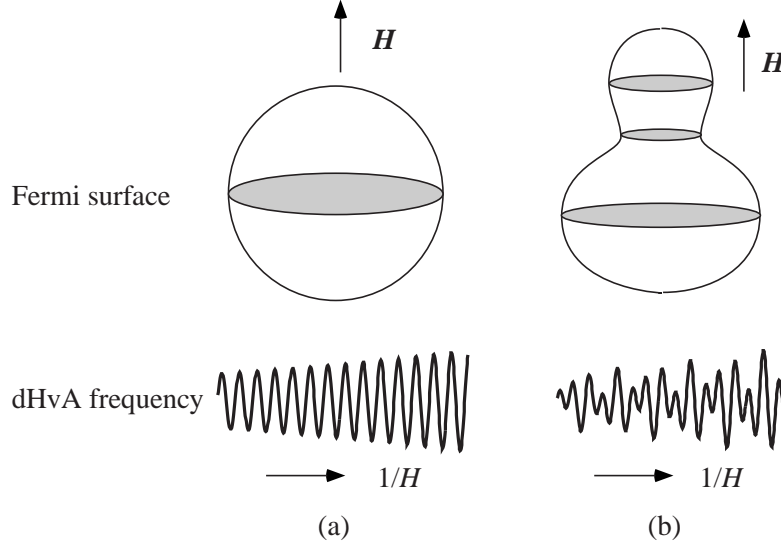 H
H
Fermi surface
dHvA frequency
1/H
1/H
(a)
(b)